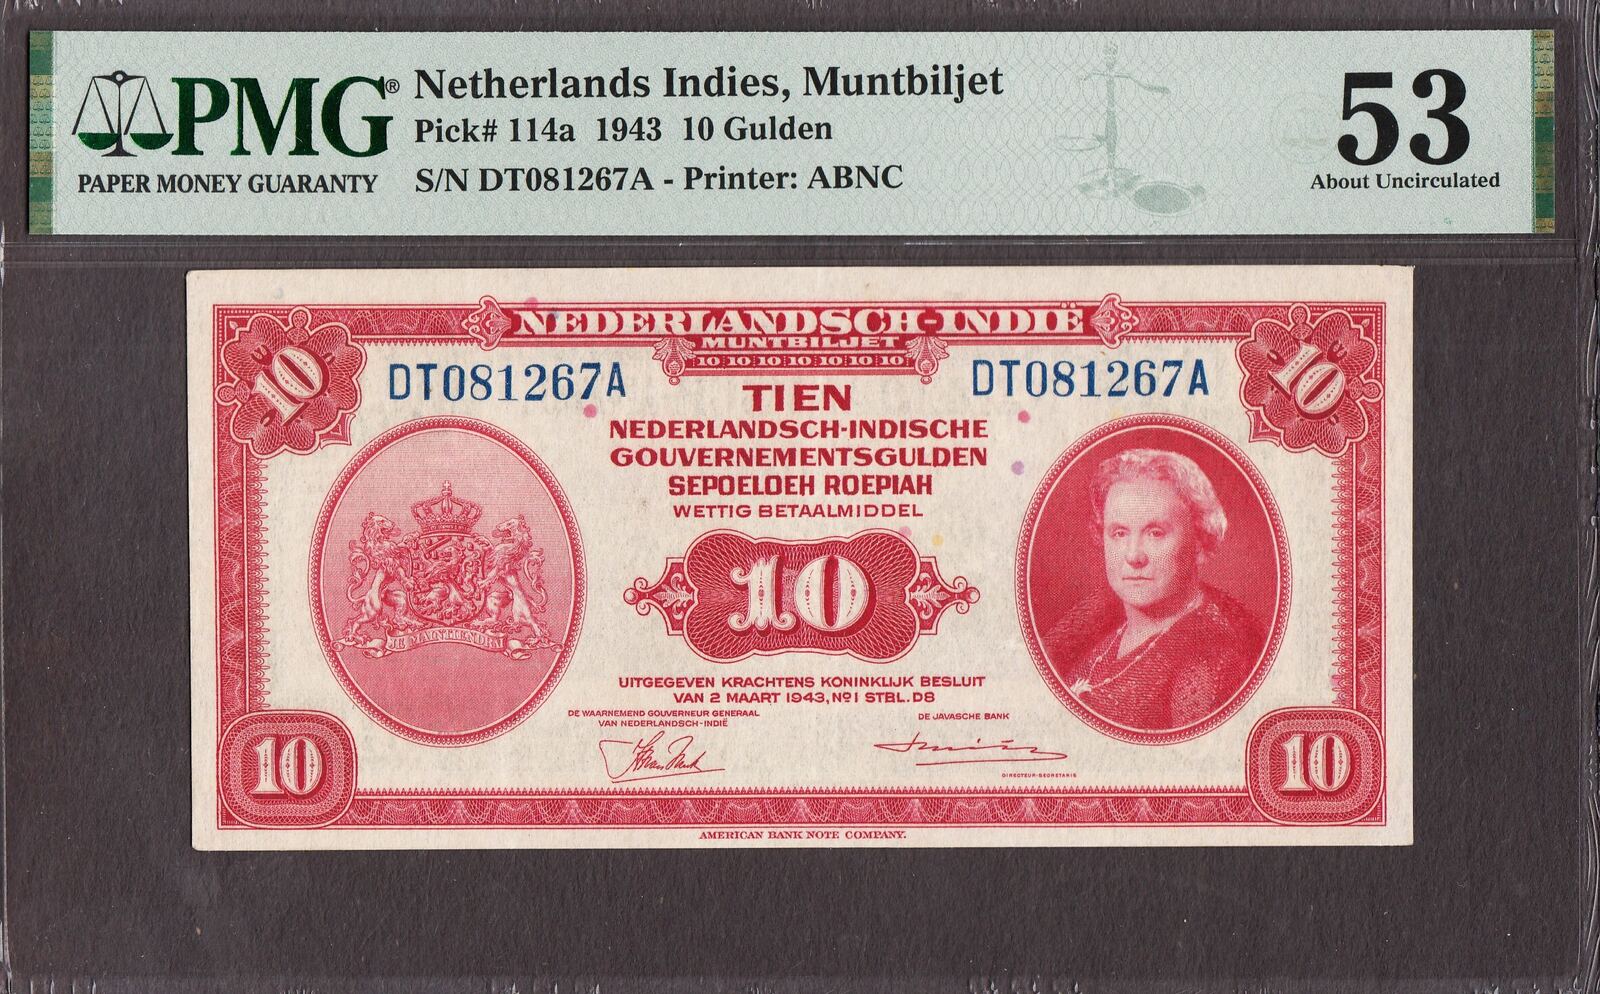 PMG®
PAPER MONEY GUARANTY
Netherlands Indies, Muntbiljet
Pick# 114a 1943 10 Gulden
S/N DT081267A - Printer: ABNC
53
About Uncirculated
NEDERLANDSCH-INDIË
MUNTBILJET
10 10 10 10 10 10 10
10
10
DT081267A
DT081267A
TIEN
NEDERLANDSCH-INDISCHE
GOUVERNEMENTSGULDEN
SEPOELOEH ROEPIAH
WETTIG BETAALMIDDEL
10
JE MAINTIENDRAI
UITGEGEVEN KRACHTENS KONINKLIJK BESLUIT
VAN 2 MAART 1943, No 1 STBL. D8
DE WAARNEMEND GOUVERNEUR GENERAAL
VAN NEDERLANDSCH-INDIË
DE JAVASCHE BANK
DIRECTEUR-SECRETARIS
10
10
AMERICAN BANK NOTE COMPANY.